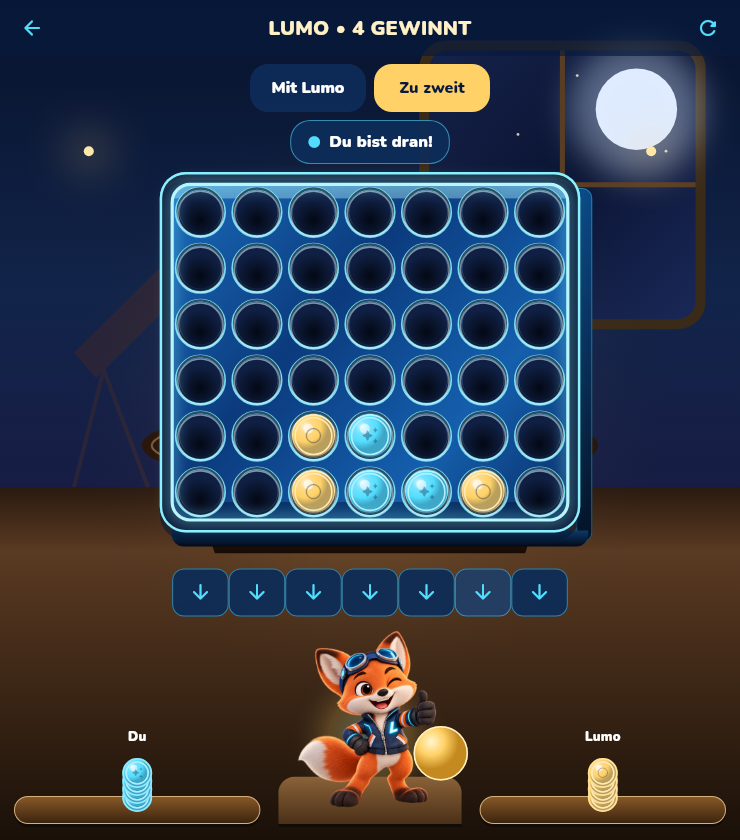 LUMO • 4 GEWINNT
Mit Lumo
Zu zweit
Du bist dran!
Du
Lumo